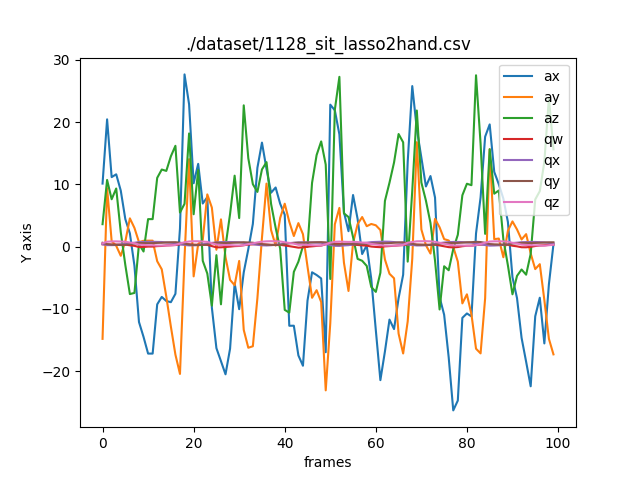 ./dataset/1128_sit_lasso2hand.csv
30
20
10
0
−10
−20
Y axis
ax
ay
az
qw
qx
qy
qz
0
20
40
60
80
100
frames